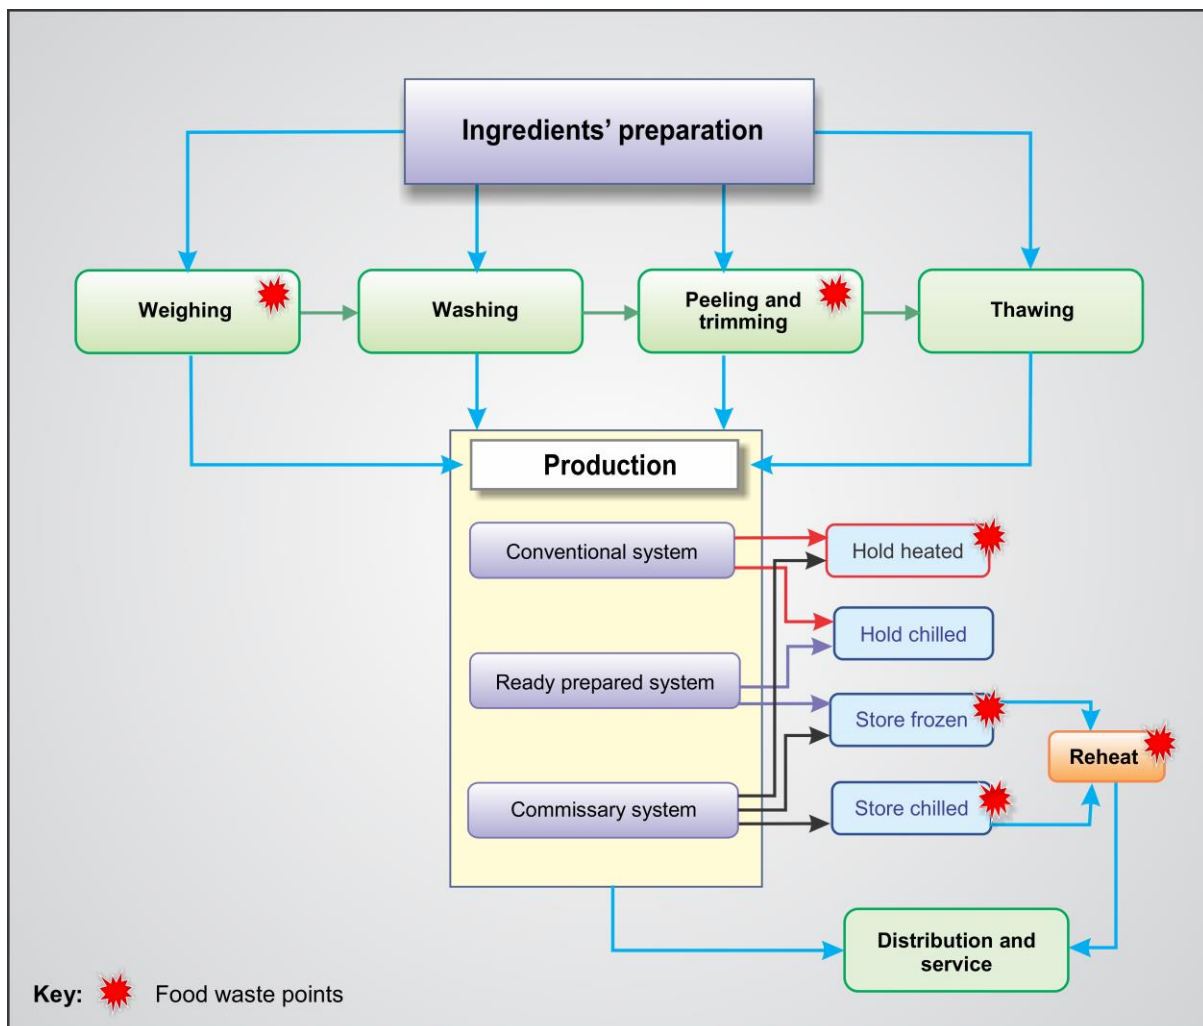 Ingredients’ preparation
Weighing
Washing
Peeling and
trimming
Thawing
Production
Conventional system
Hold heated
Hold chilled
Ready prepared system
Store frozen
Reheat
Commissary system
Store chilled
Distribution and
service
Key:
Food waste points